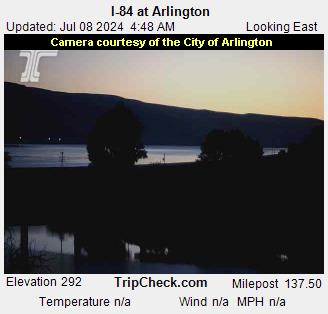 I-84 at Arlington
Updated: Jul 08 2024 4:48 AM Looking East
Camera courtesy of the City of Arlington
Elevation 292 TripCheck.com Milepost 137.50
Temperature n/a Wind n/a MPH n/a